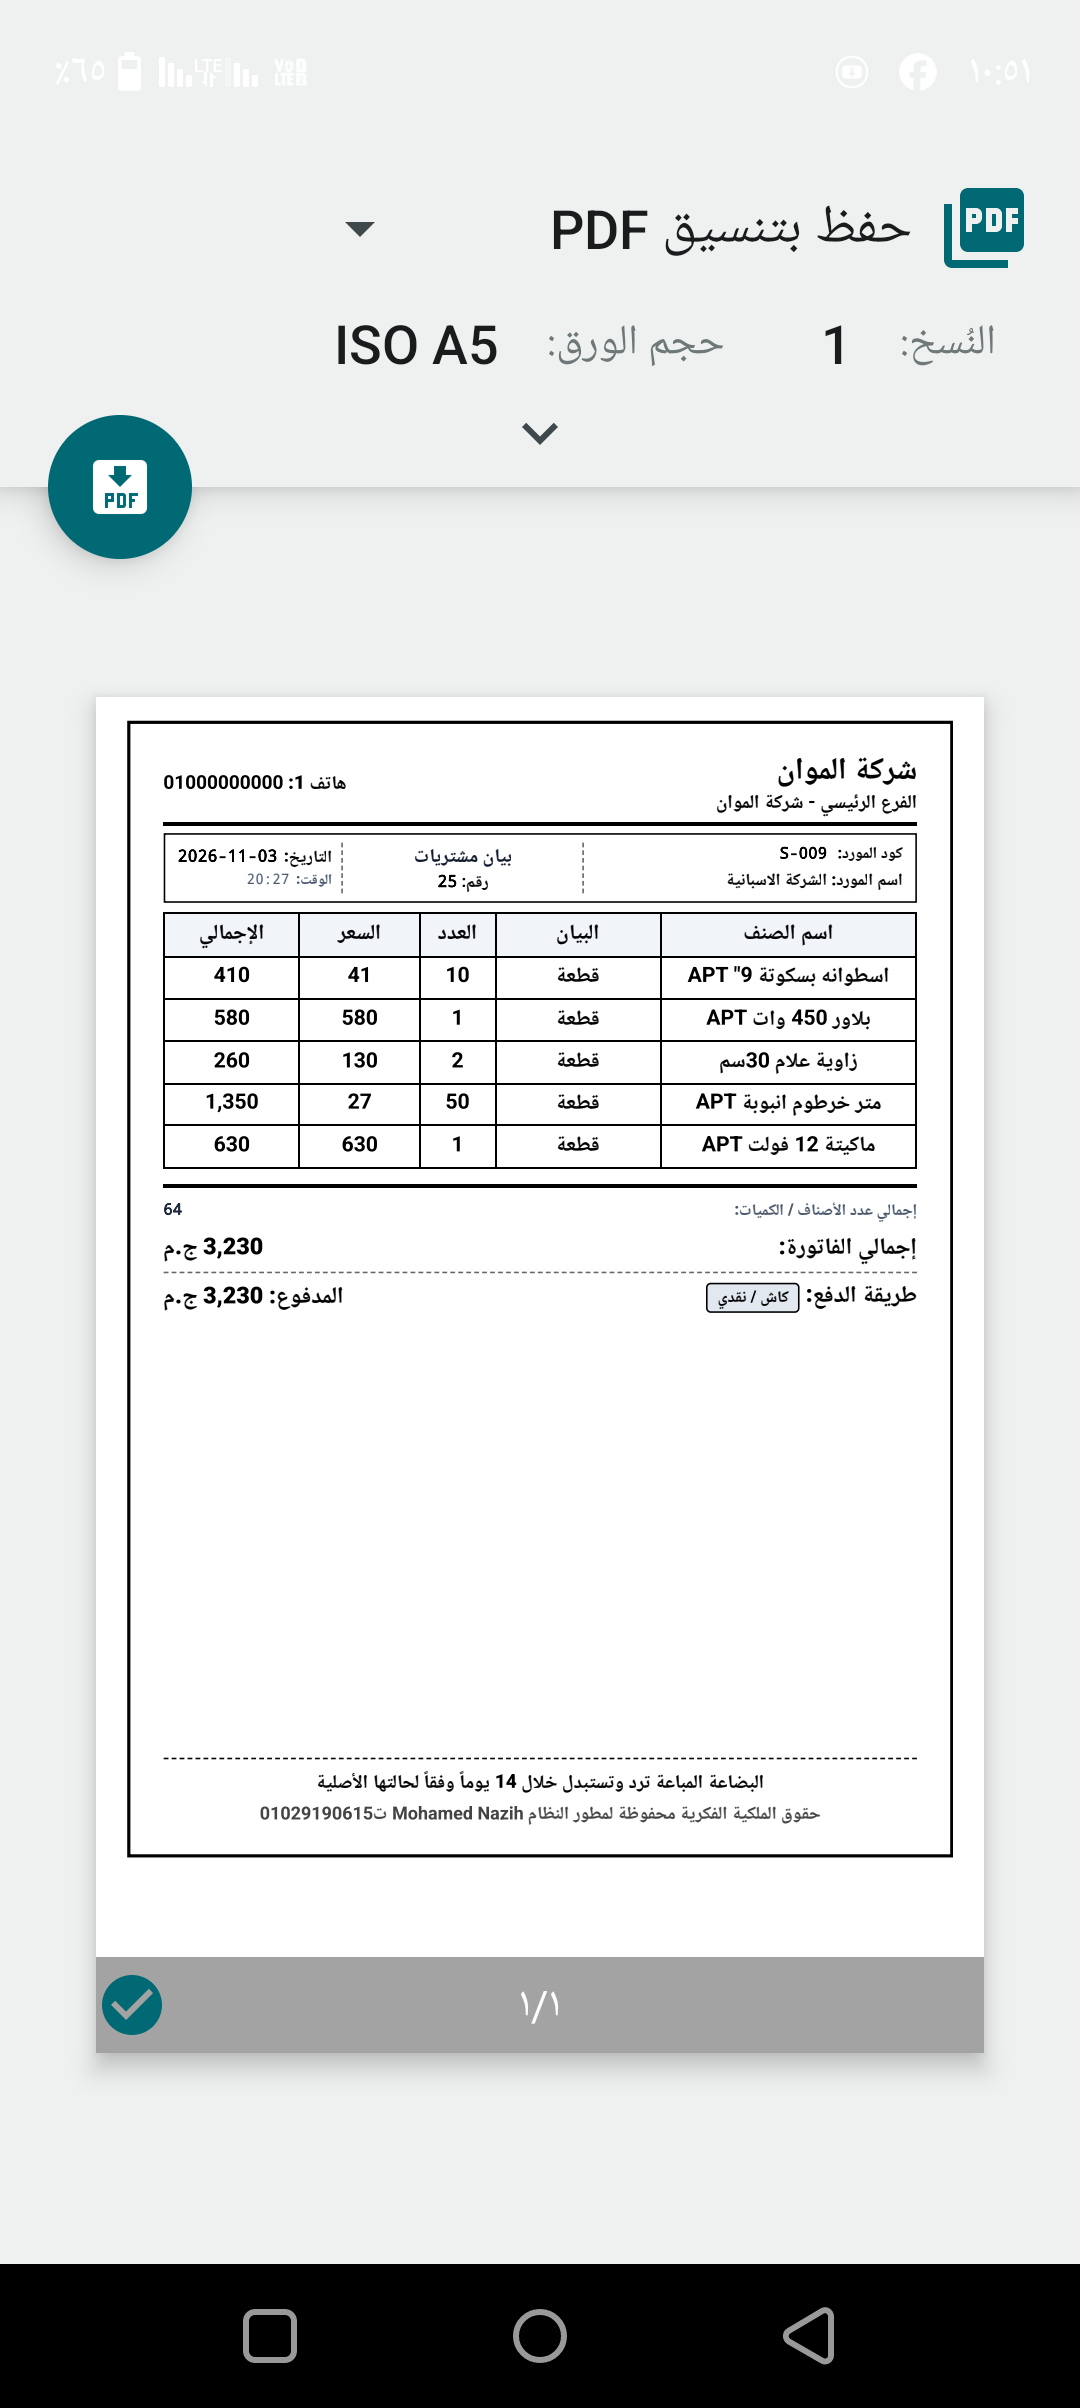 ١٠:٥١ LTE VoD LTE ٪٦٥
PDF حفظ بتنسيق PDF
النُسخ: 1 حجم الورق: ISO A5
PDF
شركة الموان
الفرع الرئيسي - شركة الموان
هاتف 1: 01000000000
كود المورد: S-009
اسم المورد: الشركة الاسبانية
بيان مشتريات
رقم: 25
التاريخ: 03-11-2026
الوقت: 20:27
اسم الصنف البيان العدد السعر الإجمالي
اسطوانه بسكوتة 9" APT قطعة 10 41 410
بلاور 450 وات APT قطعة 1 580 580
زاوية علام 30سم قطعة 2 130 260
متر خرطوم انبوبة APT قطعة 50 27 1,350
ماكيتة 12 فولت APT قطعة 1 630 630
إجمالي عدد الأصناف / الكميات: 64
إجمالي الفاتورة: 3,230 ج.م
طريقة الدفع: كاش / نقدي المدفوع: 3,230 ج.م
البضاعة المباعة ترد وتستبدل خلال 14 يوماً وفقاً لحالتها الأصلية
حقوق الملكية الفكرية محفوظة لمطور النظام Mohamed Nazih ت01029190615
١/١